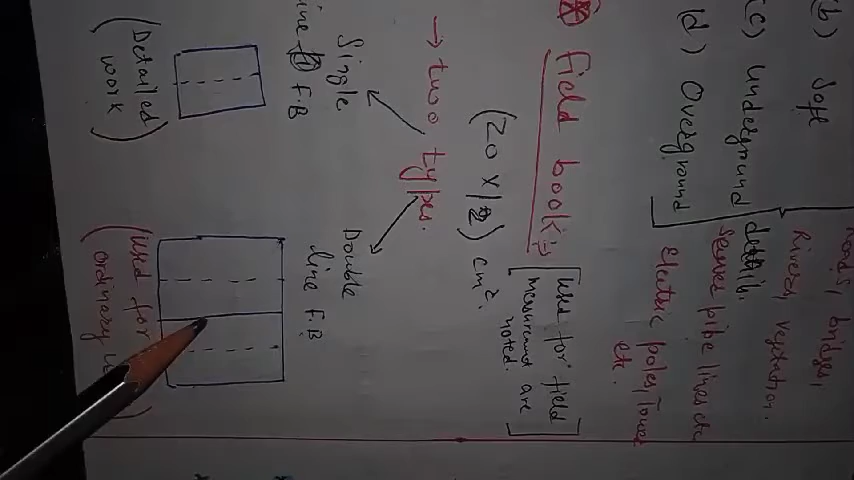 (b) Soft
Roads, bridges,
Rivers, vegetation.
(c) Underground details.
Sewer pipe lines etc
(d) Overground
Electric poles, Tower
etc.
Field book :→
[used for field
measurement are
noted.]
(20 x 12) cm².
→ two types.
Single
line F.B
Double
line F.B
(Detailed
work)
(used for
ordinary